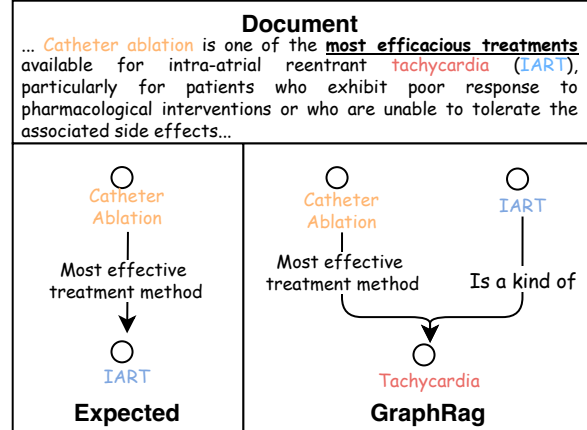 Document
... Catheter ablation is one of the most efficacious treatments
available for intra-atrial reentrant tachycardia (IART),
particularly for patients who exhibit poor response to
pharmacological interventions or who are unable to tolerate the
associated side effects...
Catheter
Ablation
Most effective
treatment method
IART
Expected
Catheter
Ablation
IART
Most effective
treatment method
Is a kind of
Tachycardia
GraphRag